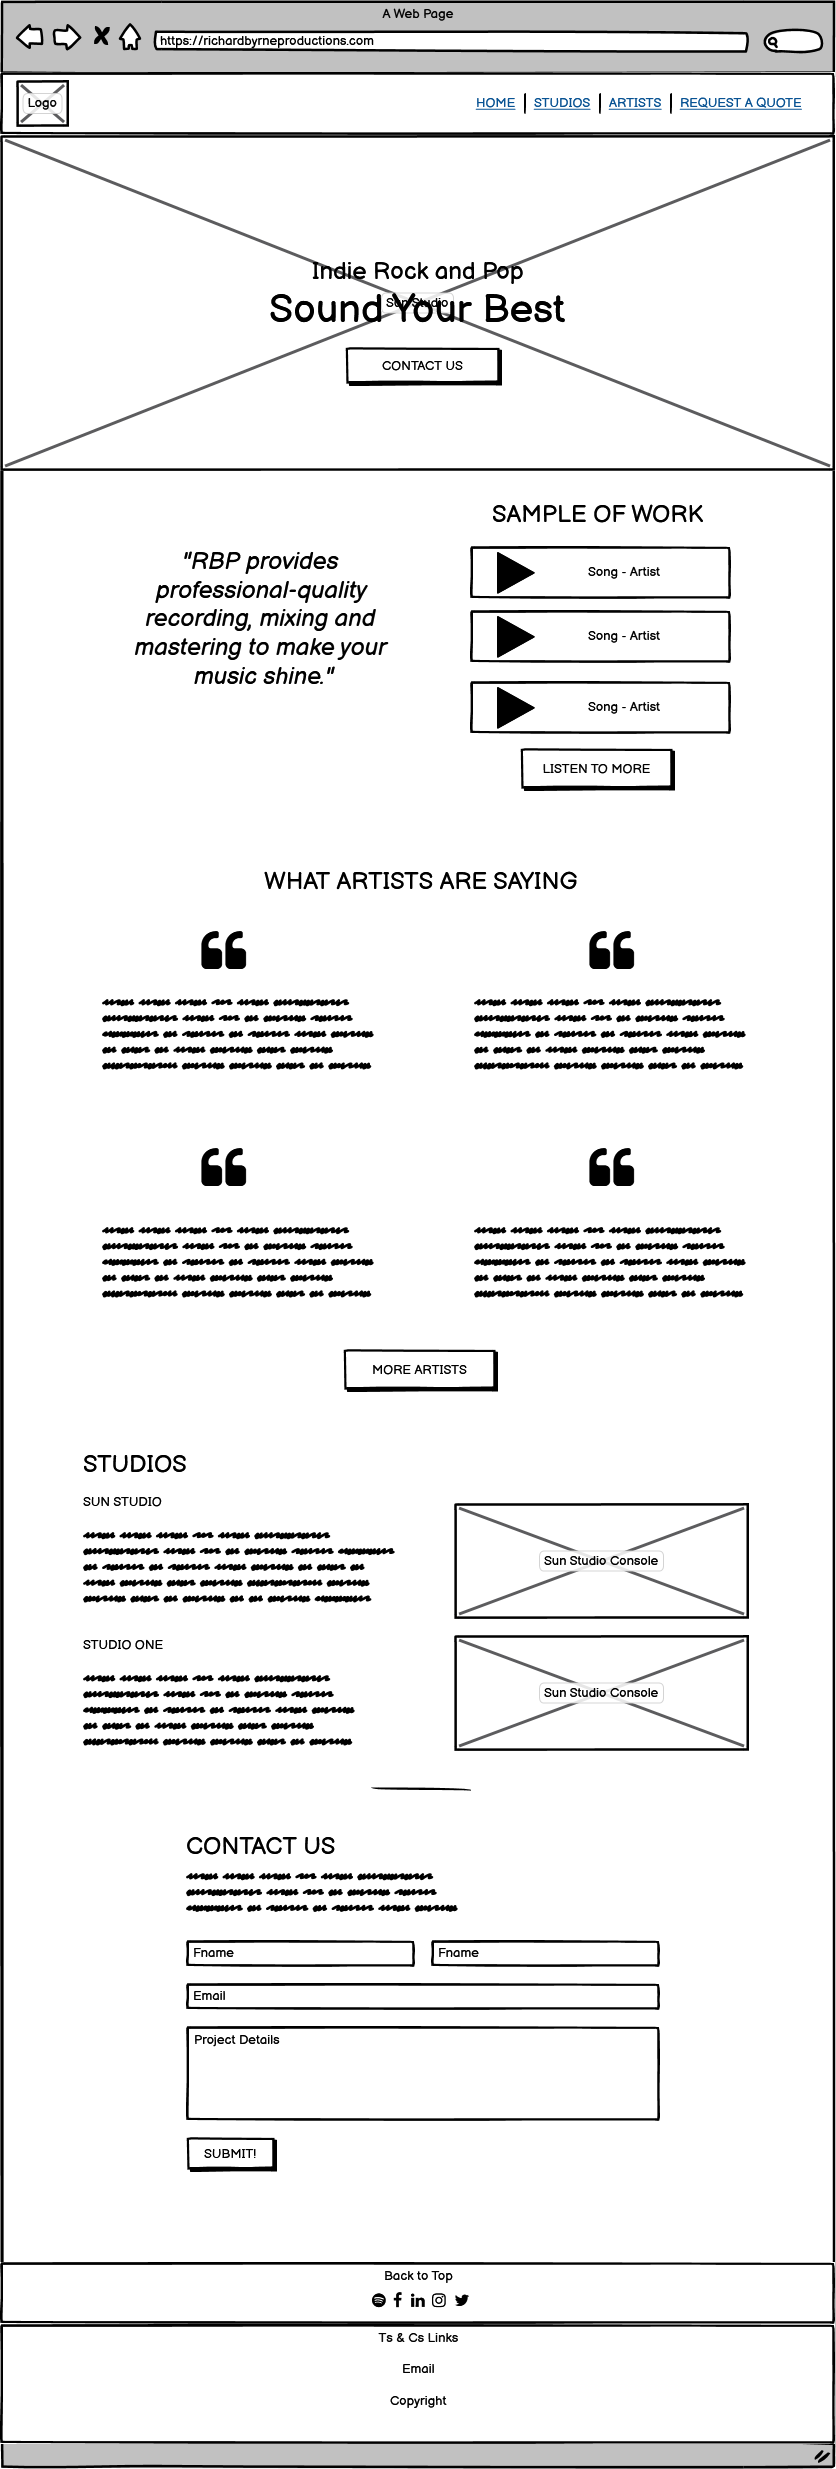 A Web Page
https://richardbyrneproductions.com
Logo
HOME
STUDIOS
ARTISTS
REQUEST A QUOTE
Indie Rock and Pop
Sun Studio
Sound Your Best
CONTACT US
"RBP provides
professional-quality
recording, mixing and
mastering to make your
music shine."
SAMPLE OF WORK
Song - Artist
Song - Artist
Song - Artist
LISTEN TO MORE
WHAT ARTISTS ARE SAYING
MORE ARTISTS
STUDIOS
SUN STUDIO
Sun Studio Console
STUDIO ONE
Sun Studio Console
CONTACT US
Fname
Fname
Email
Project Details
SUBMIT!
Back to Top
Ts & Cs Links
Email
Copyright